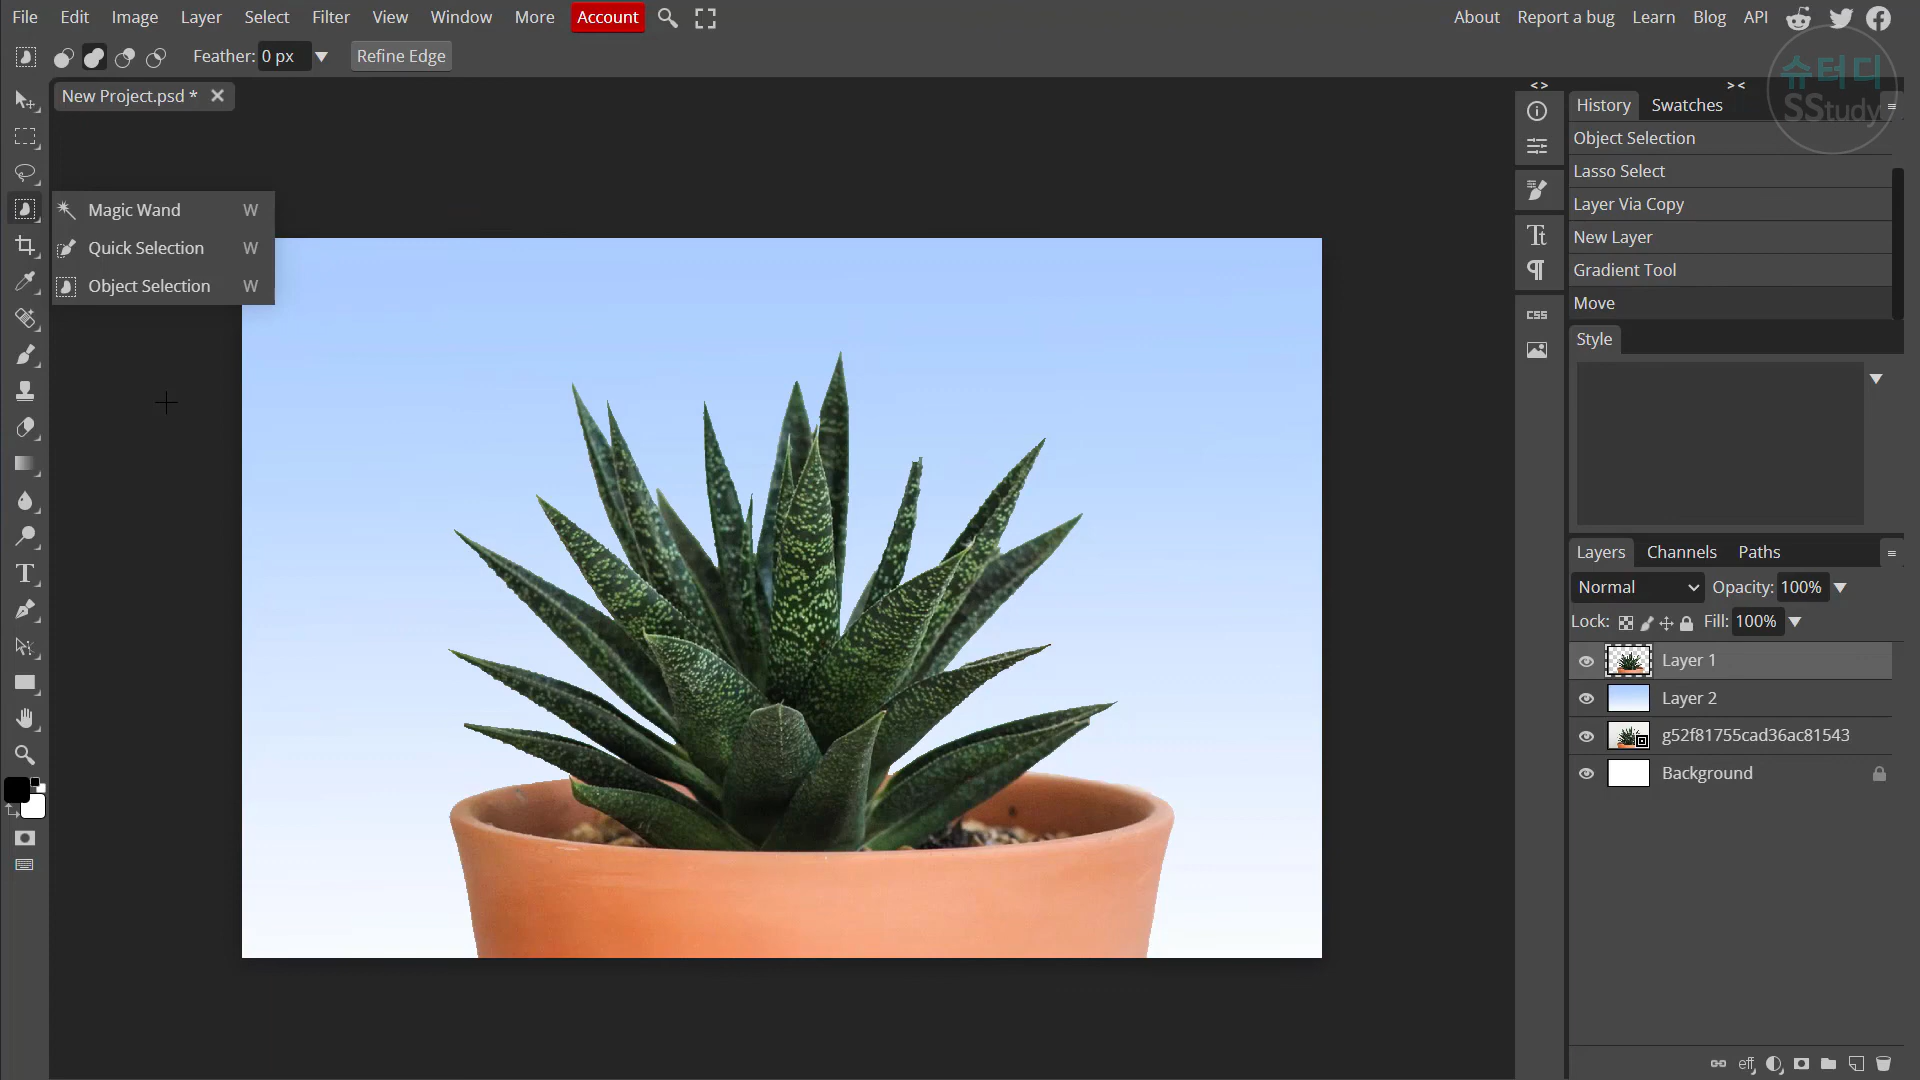 File Edit Image Layer Select Filter View Window More Account
About Report a bug Learn Blog API
Feather: 0 px Refine Edge
New Project.psd *
슈터디
SStudy
< >
> <
History Swatches
Object Selection
Lasso Select
Layer Via Copy
New Layer
Gradient Tool
Move
Magic Wand W
Quick Selection W
Object Selection W
CSS
Style
Layers Channels Paths
Normal Opacity: 100%
Lock: Fill: 100%
Layer 1
Layer 2
g52f81755cad36ac81543
Background
eff